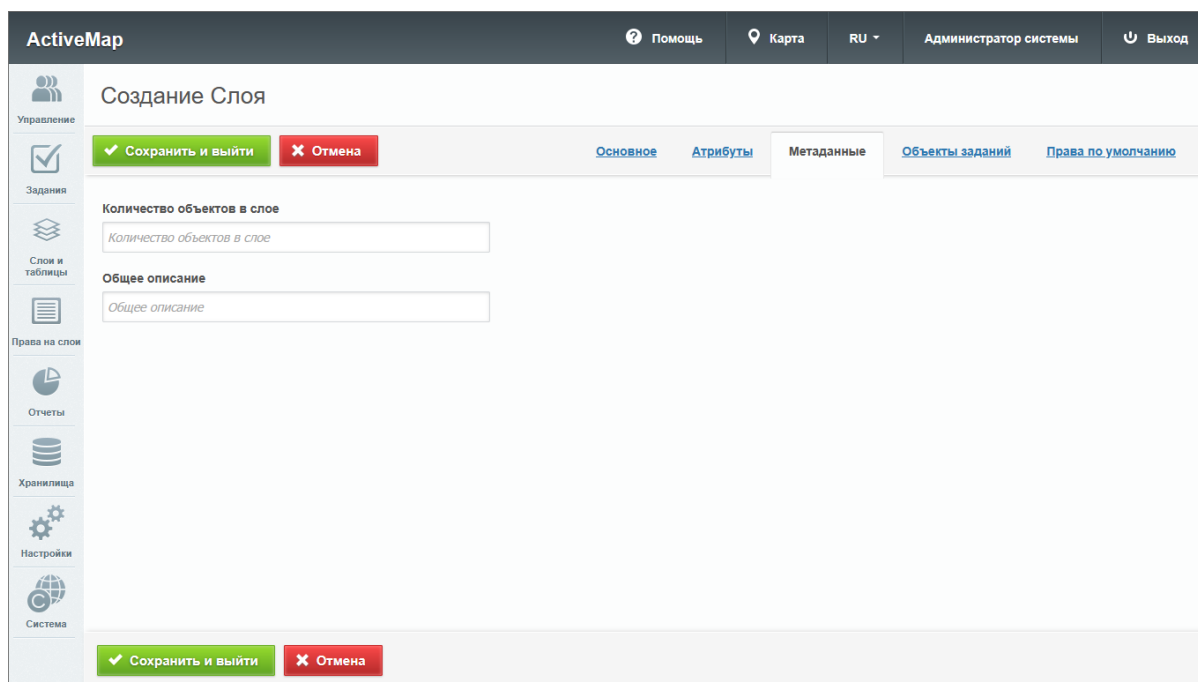 ActiveMap
Помощь
Карта
RU
Администратор системы
Выход
Управление
Задания
Слои и
таблицы
Права на слои
Отчеты
Хранилища
Настройки
Система
Создание Слоя
Сохранить и выйти
Отмена
Основное
Атрибуты
Метаданные
Объекты заданий
Права по умолчанию
Количество объектов в слое
Количество объектов в слое
Общее описание
Общее описание
Сохранить и выйти
Отмена